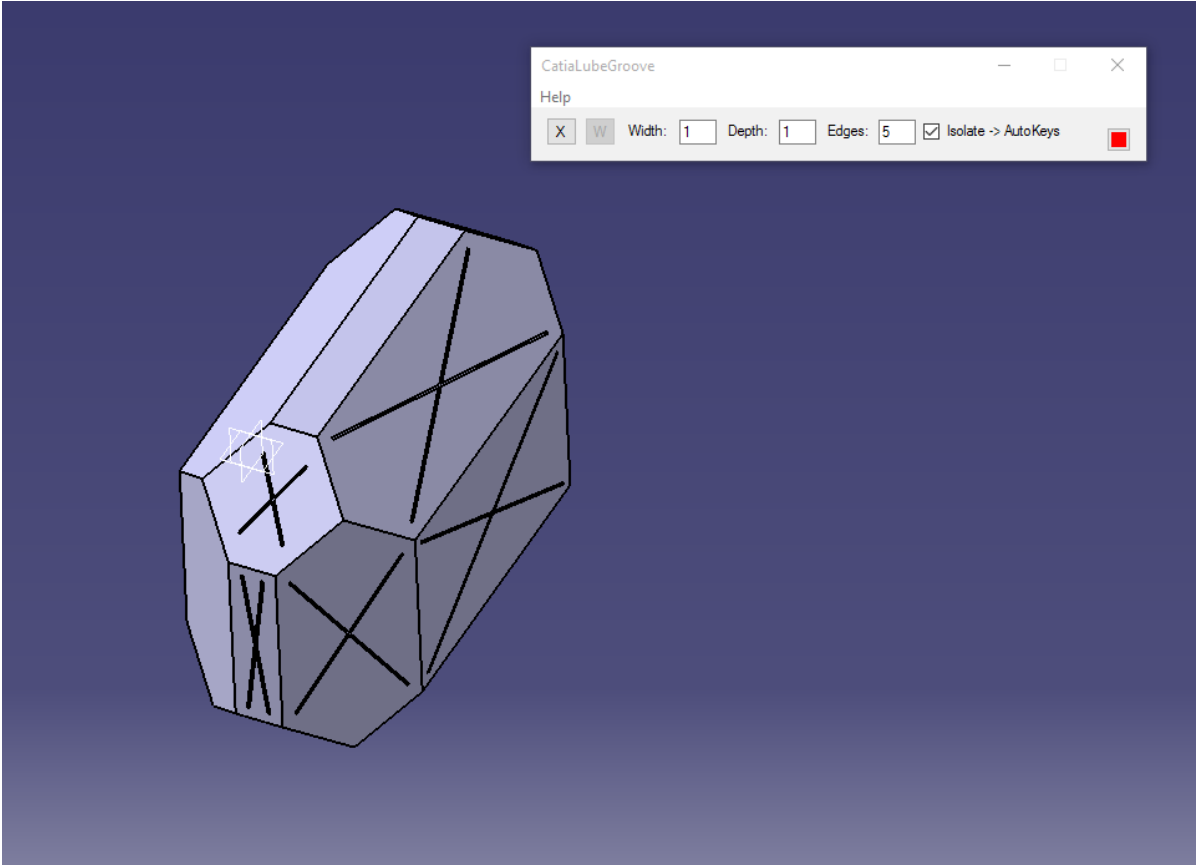 CatiaLubeGroove
Help
X W Width: 1 Depth: 1 Edges: 5 Isolate -> AutoKeys